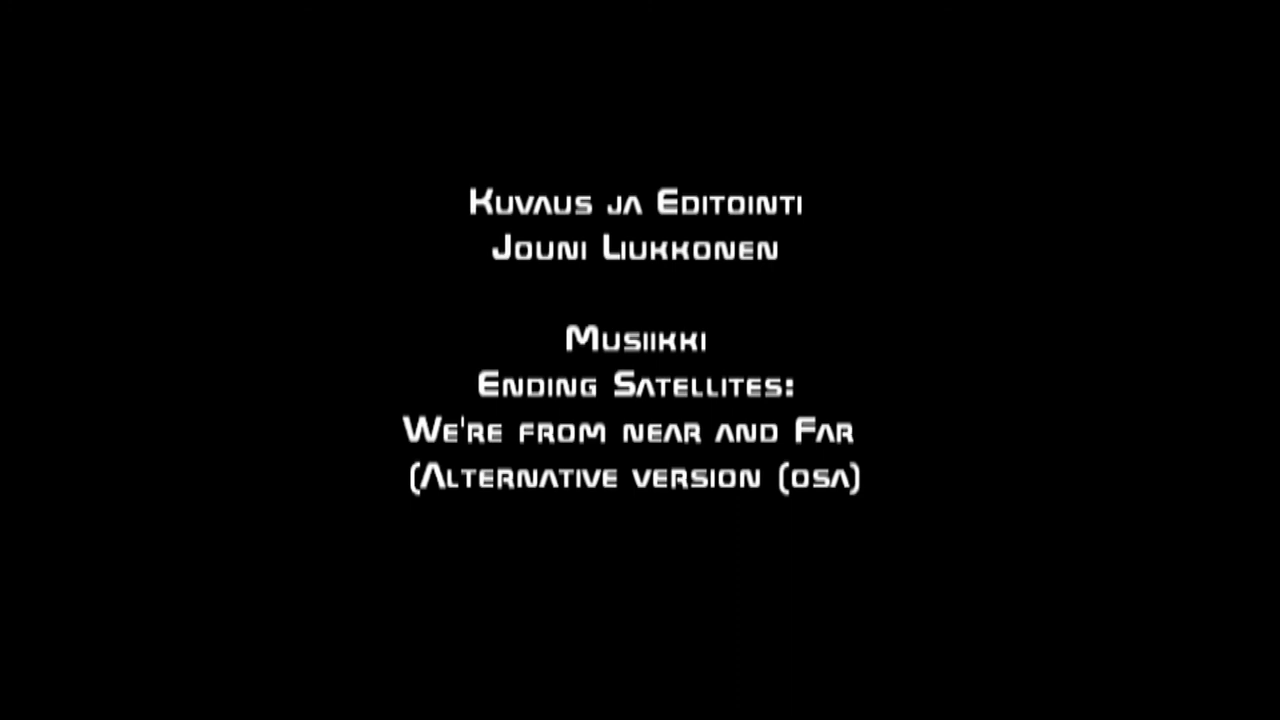 Kuvaus ja Editointi
Jouni Liukkonen
Musiikki
Ending Satellites:
We're from near and Far
(Alternative version (osa)